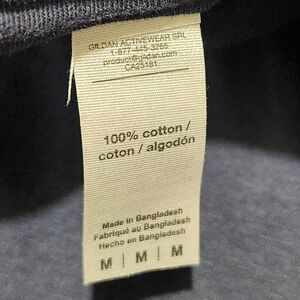 GILDAN ACTIVEWEAR SRL
1-877-445-3265
product@gildan.com
CA23181
100% cotton /
coton / algodón
Made in Bangladesh
Fabriqué au Bangladesh
Hecho en Bangladesh
M | M | M